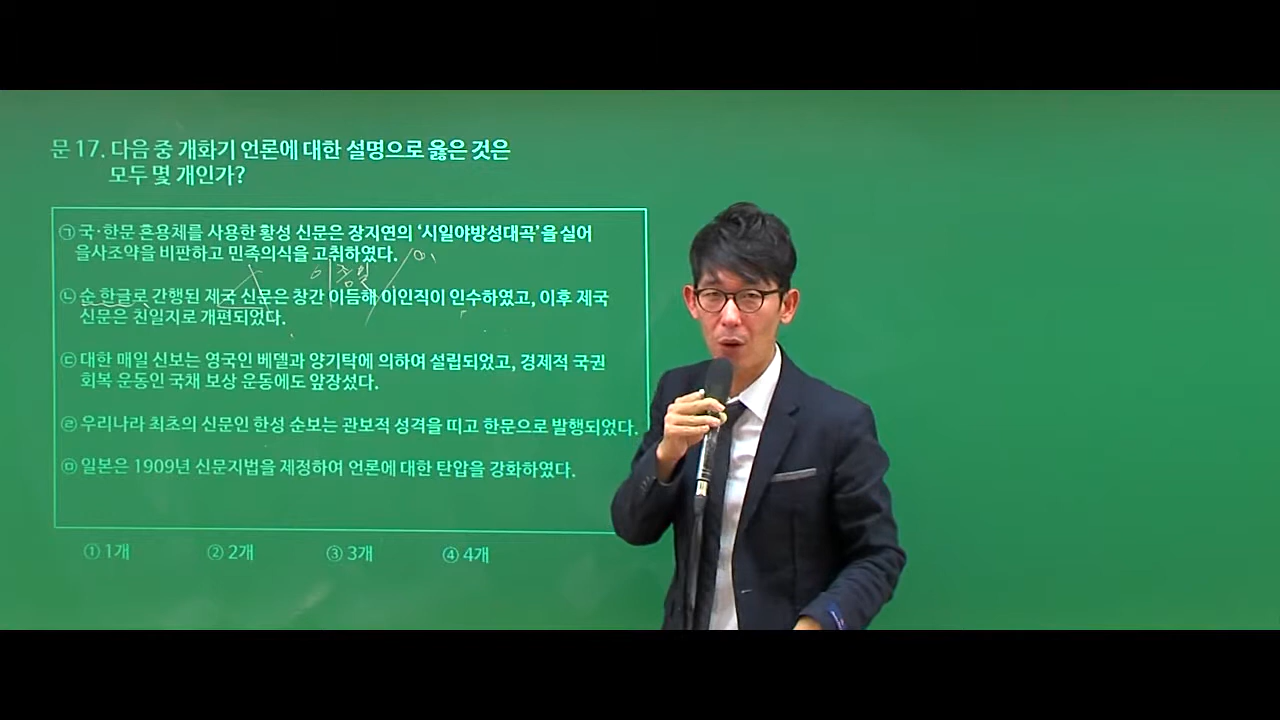 문 17. 다음 중 개화기 언론에 대한 설명으로 옳은 것은
모두 몇 개인가?
㉠ 국·한문 혼용체를 사용한 황성 신문은 장지연의 ‘시일야방성대곡’을 실어
을사조약을 비판하고 민족의식을 고취하였다.
이종일
㉡ 순 한글로 간행된 제국 신문은 창간 이듬해 이인직이 인수하였고, 이후 제국
신문은 친일지로 개편되었다.
㉢ 대한 매일 신보는 영국인 베델과 양기탁에 의하여 설립되었고, 경제적 국권
회복 운동인 국채 보상 운동에도 앞장섰다.
㉣ 우리나라 최초의 신문인 한성 순보는 관보적 성격을 띠고 한문으로 발행되었다.
㉤ 일본은 1909년 신문지법을 제정하여 언론에 대한 탄압을 강화하였다.
① 1개 ② 2개 ③ 3개 ④ 4개